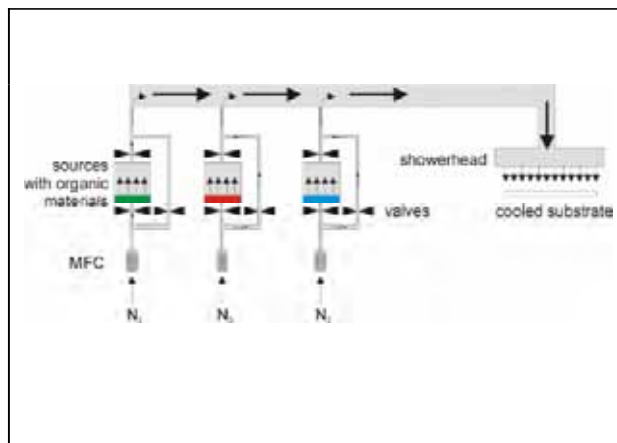 sources
with organic
materials
MFC
N₂
N₂
N₂
valves
showerhead
cooled substrate